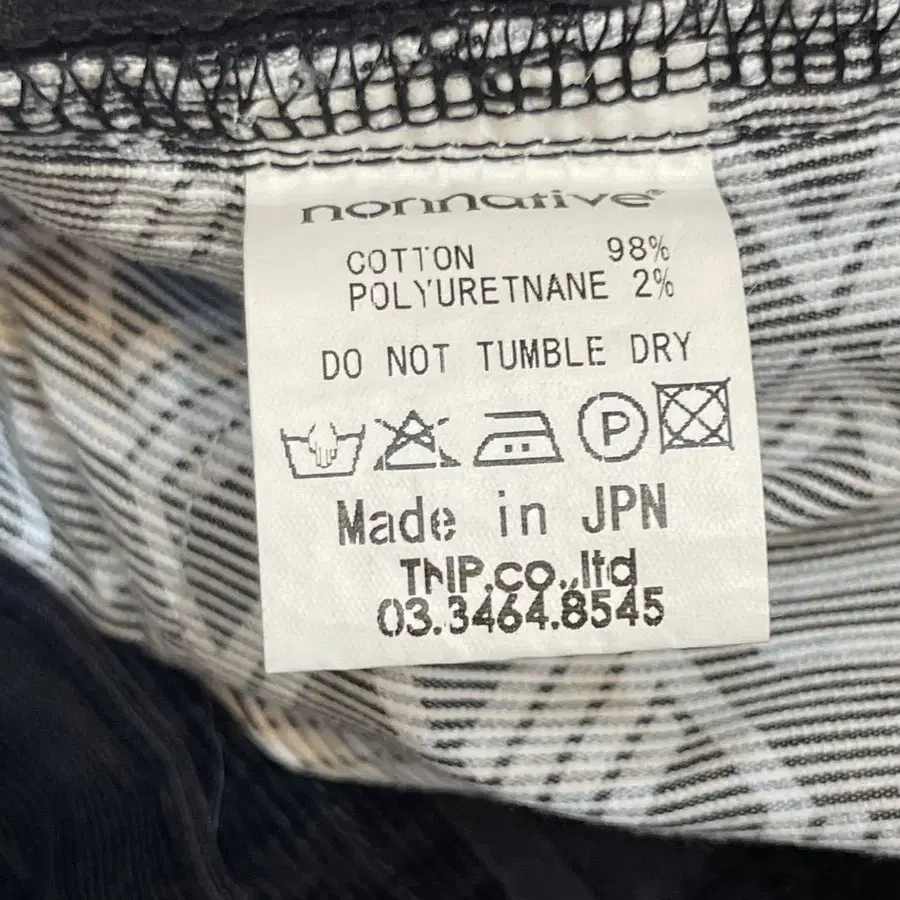 nonnative®
COTTON 98%
POLYURETNANE 2%
DO NOT TUMBLE DRY
P
Made in JPN
TNP.co.,ltd
03.3464.8545